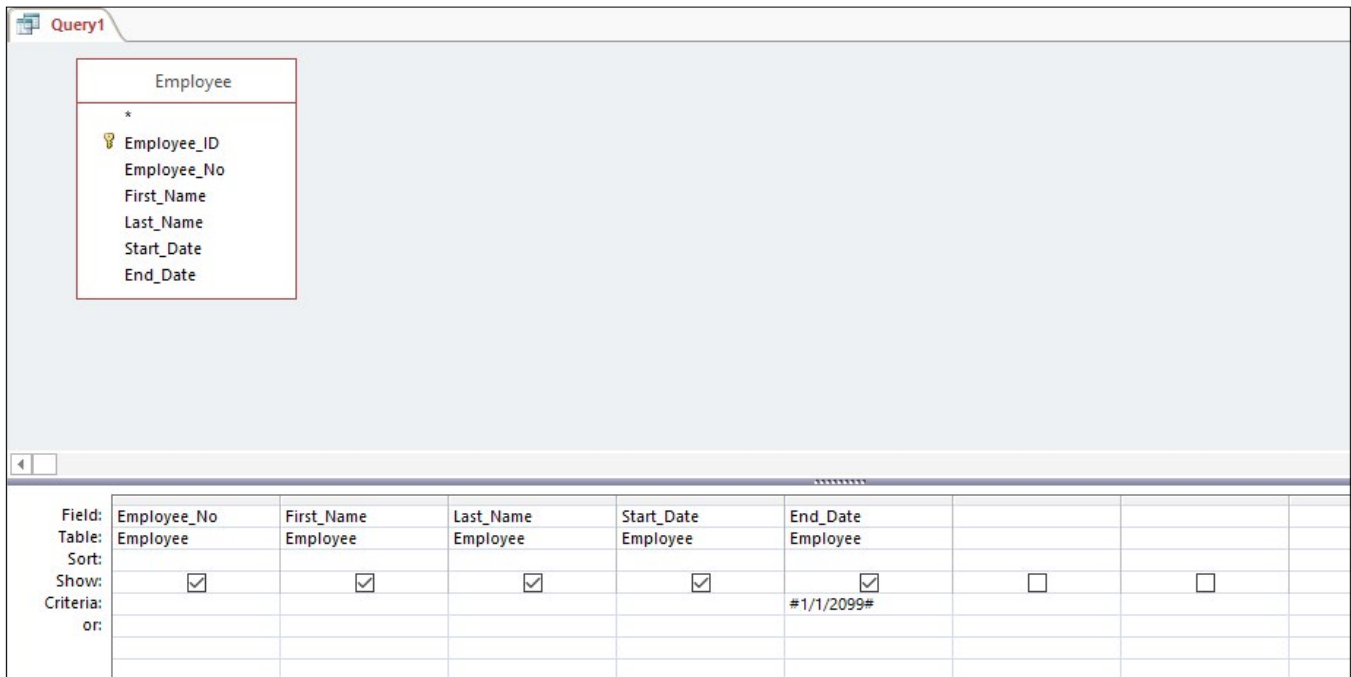 Query1
Employee
*
Employee_ID
Employee_No
First_Name
Last_Name
Start_Date
End_Date
Field: Employee_No First_Name Last_Name Start_Date End_Date
Table: Employee Employee Employee Employee Employee
Sort:
Show:
Criteria: #1/1/2099#
or: